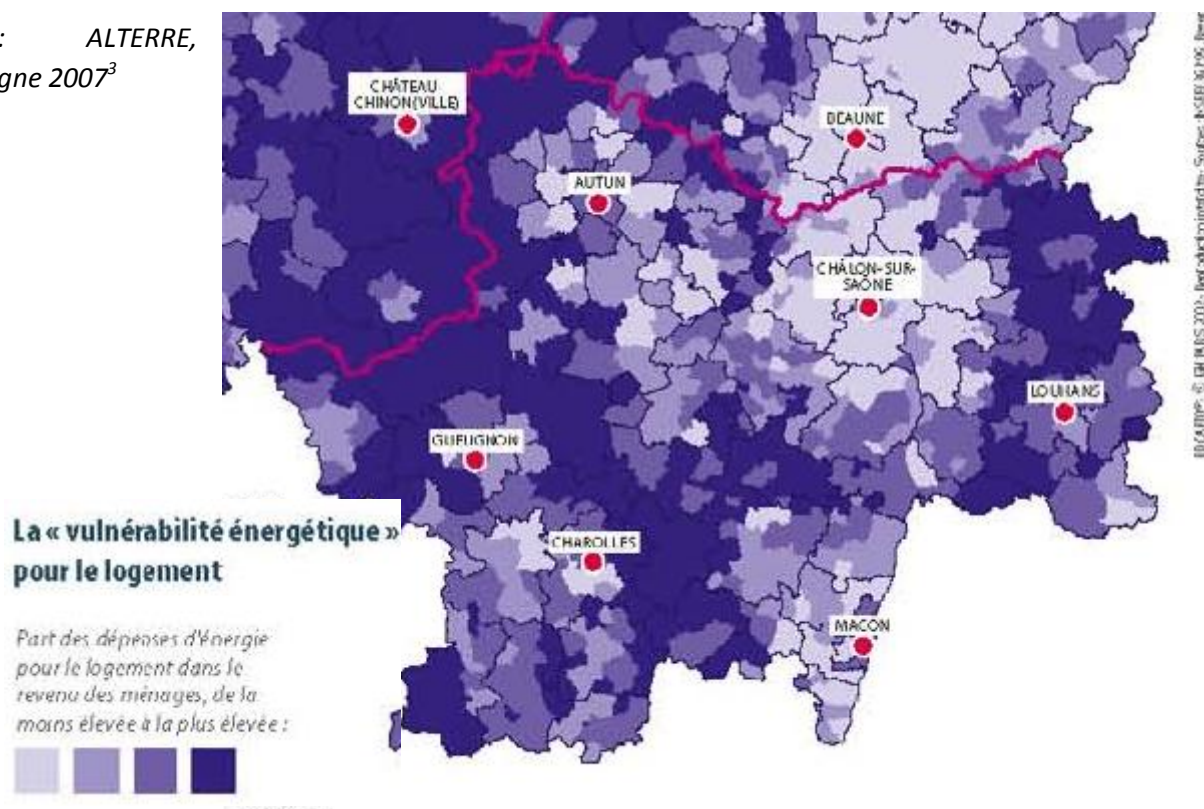 : ALTERRE,
gne 2007³
CHÂTEAU
CHINON(VILLE)
BEAUNE
AUTUN
CHÂLON-SUR-
SAÔNE
LOUHANS
GUEUGNON
CHAROLLES
MACON
La « vulnérabilité énergétique »
pour le logement
Part des dépenses d'énergie
pour le logement dans le
revenu des ménages, de la
moins élevée à la plus élevée :